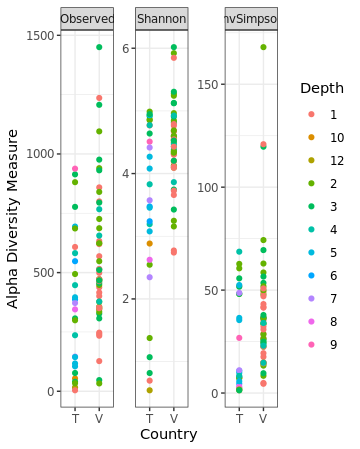 Observed
Shannon
nvSimpso
Alpha Diversity Measure
1500
1000
500
0
6
4
2
150
100
50
0
T
V
T
V
T
V
Country
Depth
1
10
12
2
3
4
5
6
7
8
9